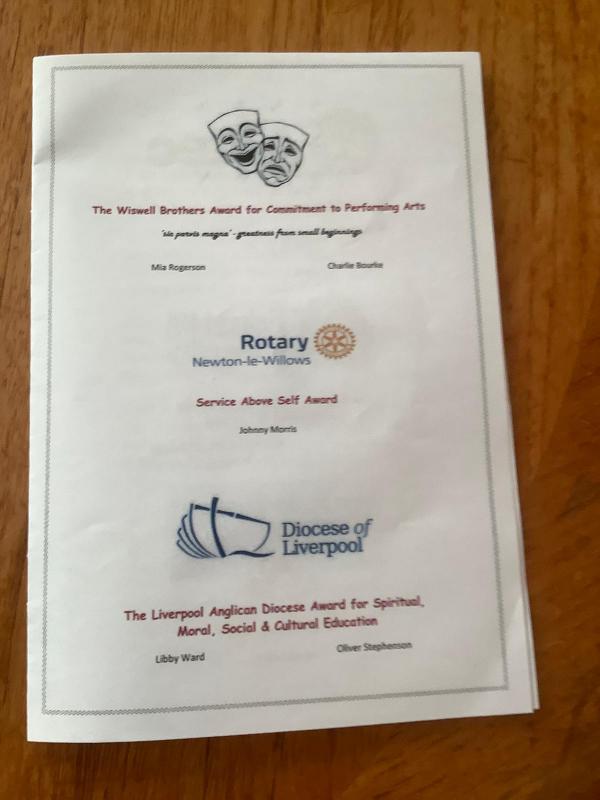 The Wiswell Brothers Award for Commitment to Performing Arts
'sic parvis magna' - greatness from small beginnings
Mia Rogerson Charlie Bourke
Rotary
Newton-le-Willows
Service Above Self Award
Johnny Morris
Diocese of
Liverpool
The Liverpool Anglican Diocese Award for Spiritual,
Moral, Social & Cultural Education
Libby Ward Oliver Stephenson